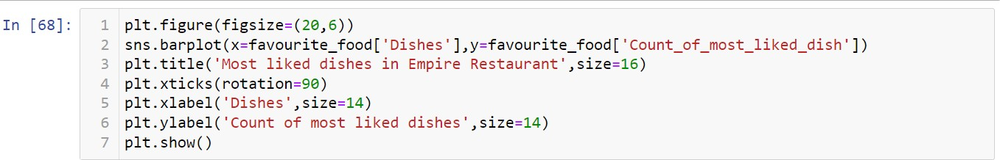 In [68]:
1 plt.figure(figsize=(20,6))
2 sns.barplot(x=favourite_food['Dishes'],y=favourite_food['Count_of_most_liked_dish'])
3 plt.title('Most liked dishes in Empire Restaurant',size=16)
4 plt.xticks(rotation=90)
5 plt.xlabel('Dishes',size=14)
6 plt.ylabel('Count of most liked dishes',size=14)
7 plt.show()